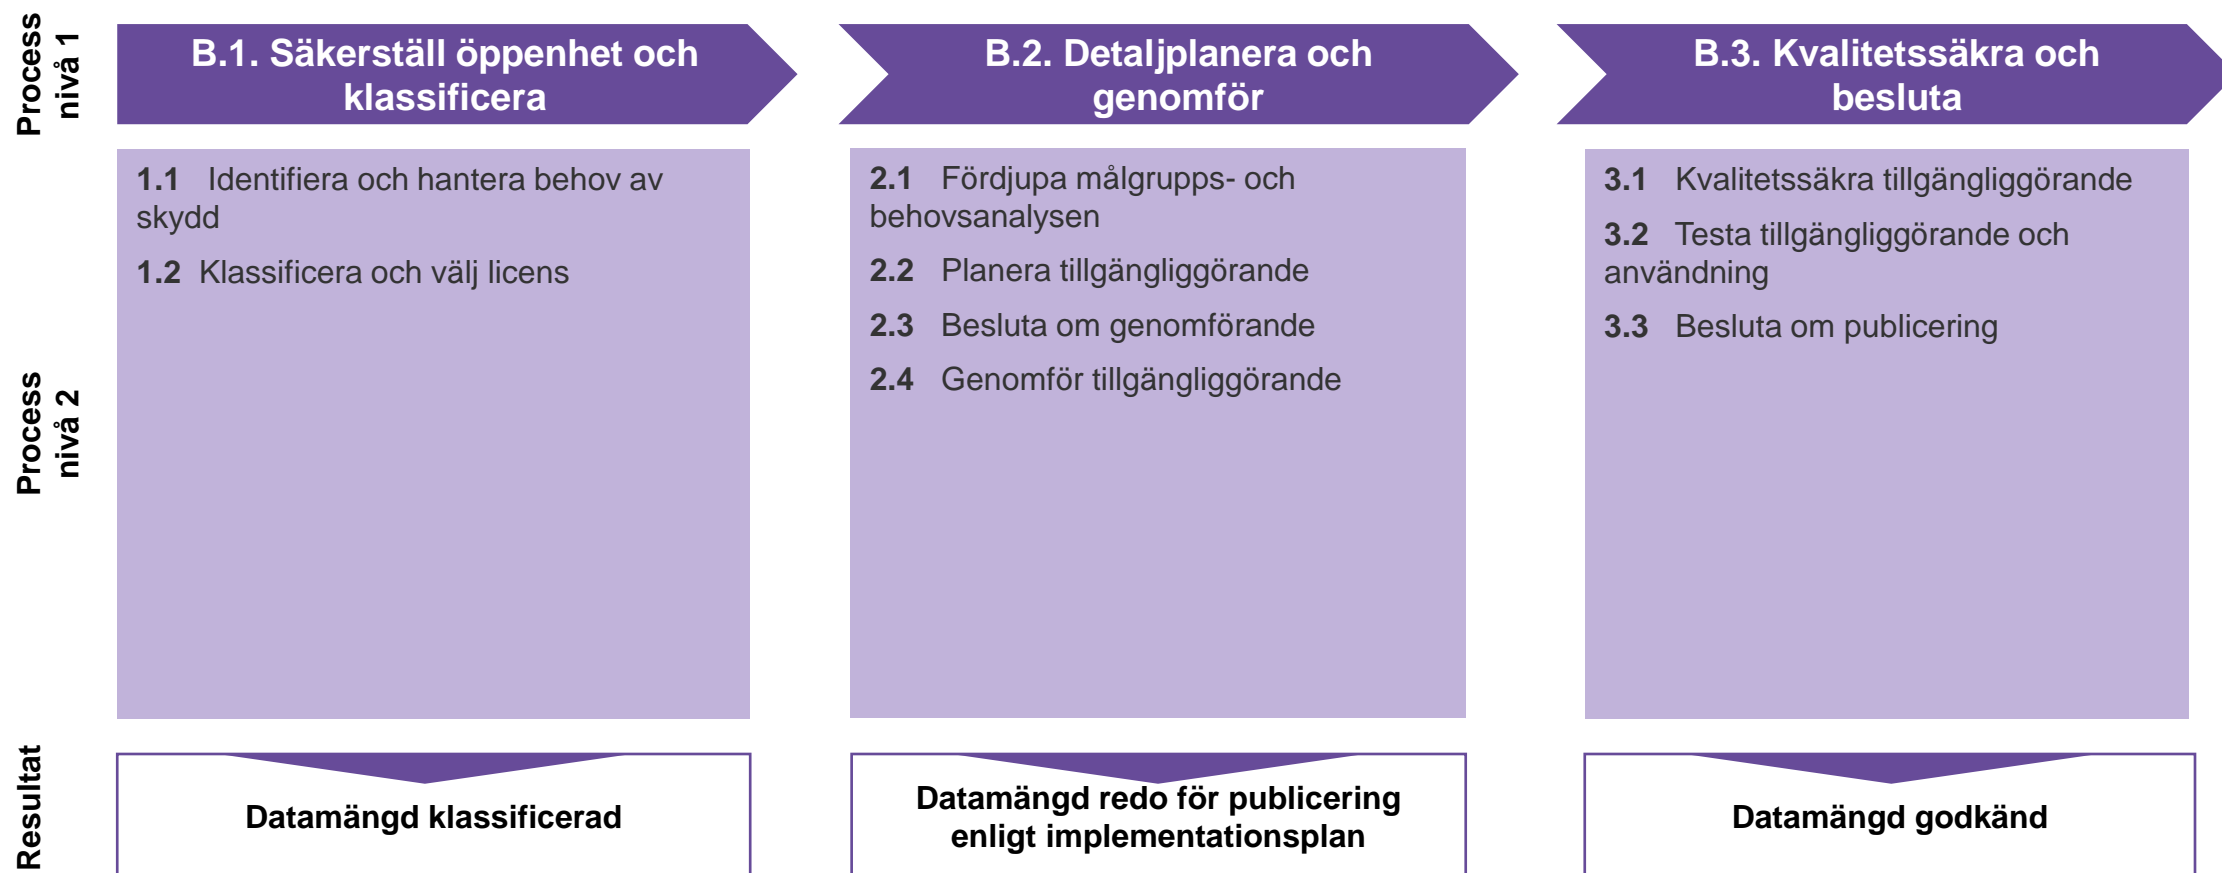 Process
nivå 1
B.1. Säkerställ öppenhet och
klassificera
B.2. Detaljplanera och
genomför
B.3. Kvalitetssäkra och
besluta
Process
nivå 2
1.1 Identifiera och hantera behov av
skydd
1.2 Klassificera och välj licens
2.1 Fördjupa målgrupps- och
behovsanalysen
2.2 Planera tillgängliggörande
2.3 Besluta om genomförande
2.4 Genomför tillgängliggörande
3.1 Kvalitetssäkra tillgängliggörande
3.2 Testa tillgängliggörande och
användning
3.3 Besluta om publicering
Resultat
Datamängd klassificerad
Datamängd redo för publicering
enligt implementationsplan
Datamängd godkänd